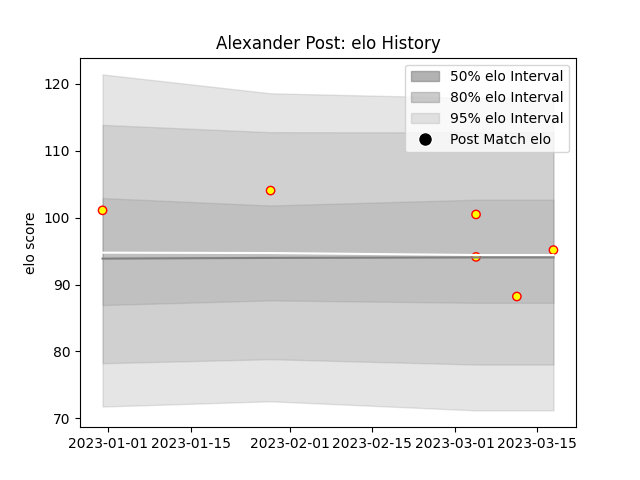 Alexander Post: elo History
50% elo Interval
80% elo Interval
95% elo Interval
Post Match elo
elo score
120
110
100
90
80
70
2023-01-01 2023-01-15 2023-02-01 2023-02-15 2023-03-01 2023-03-15